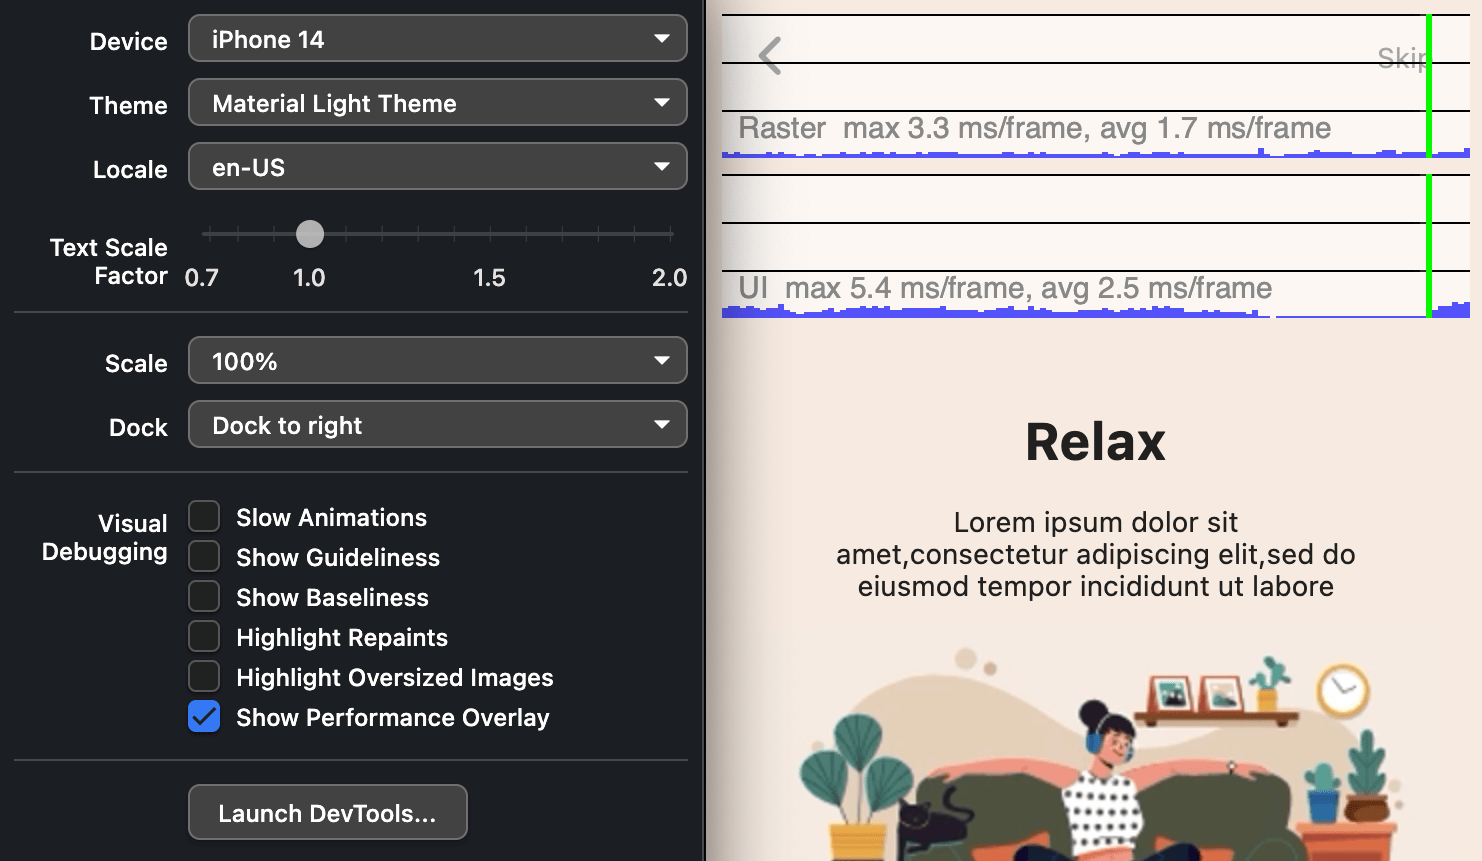 Device
iPhone 14
Theme
Material Light Theme
Locale
en-US
Text Scale
Factor
0.7
1.0
1.5
2.0
Scale
100%
Dock
Dock to right
Visual
Debugging
Slow Animations
Show Guideliness
Show Baseliness
Highlight Repaints
Highlight Oversized Images
Show Performance Overlay
Launch DevTools...
Skip
Raster max 3.3 ms/frame, avg 1.7 ms/frame
UI max 5.4 ms/frame, avg 2.5 ms/frame
Relax
Lorem ipsum dolor sit
amet,consectetur adipiscing elit,sed do
eiusmod tempor incididunt ut labore